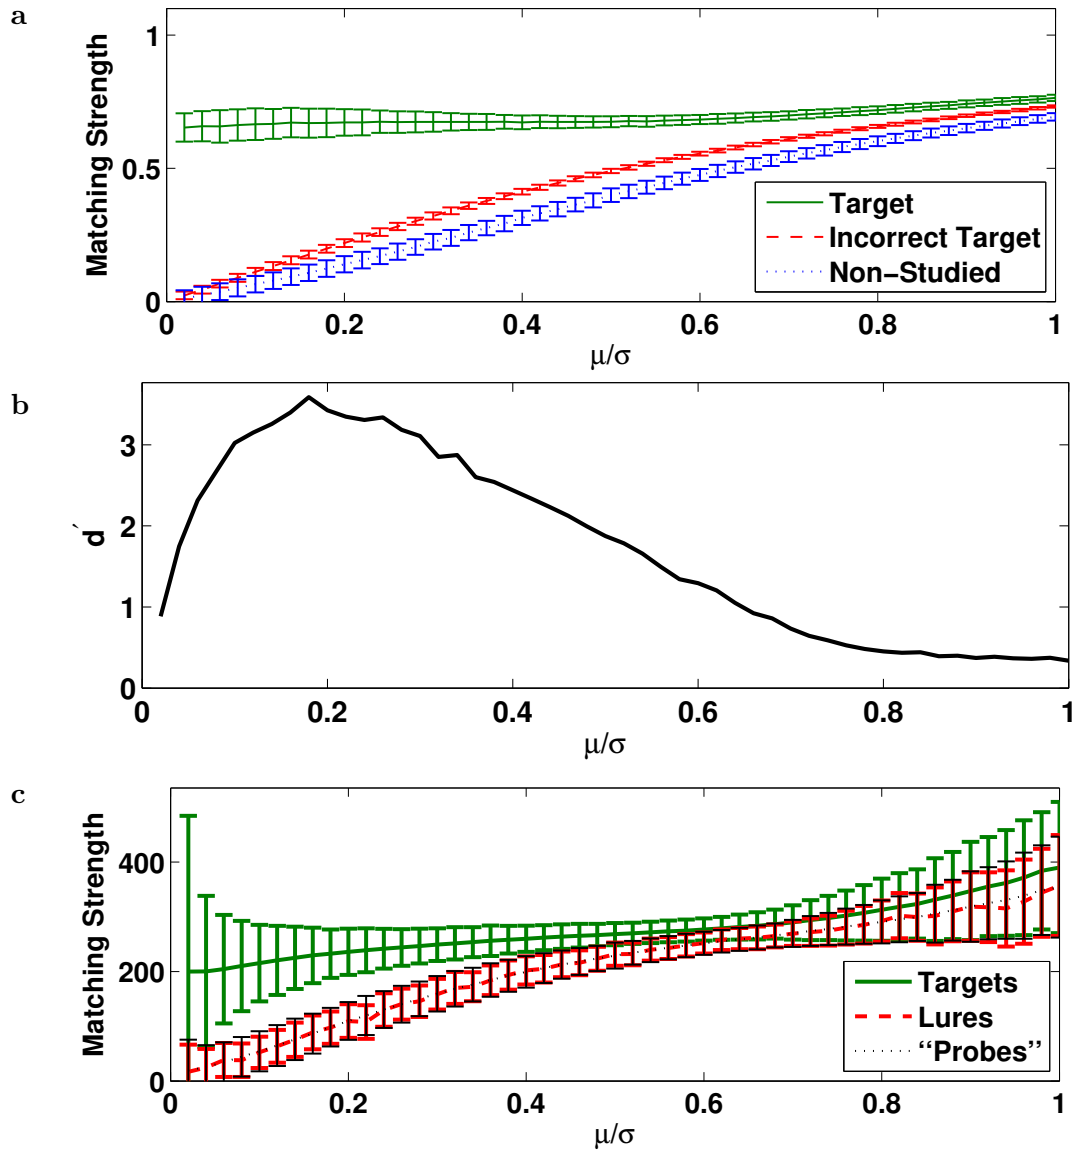 a
Matching Strength
1
0.5
0
0 0.2 0.4 0.6 0.8 1
μ/σ
Target
Incorrect Target
Non−Studied
b
d′
3
2
1
0
0 0.2 0.4 0.6 0.8 1
μ/σ
c
Matching Strength
400
200
0
0 0.2 0.4 0.6 0.8 1
μ/σ
Targets
Lures
“Probes”